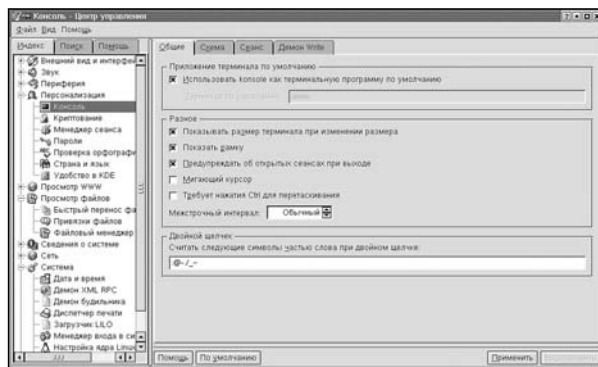 Консоль - Центр управления
Файл Вид Помощь
Индекс Поиск Помощь
Внешний вид и интерфей
Звук
Периферия
Персонализация
Консоль
Криптование
Менеджер сеанса
Пароли
Проверка орфографи
Страна и язык
Удобство в KDE
Просмотр WWW
Просмотр файлов
Быстрый перенос фа
Привязки файлов
Файловый менеджер
Сведения о системе
Сеть
Система
Дата и время
Демон XML RPC
Демон будильника
Диспетчер печати
Загрузчик LILO
Менеджер входа в си
Настройка ядра Linux
Общие Схема Сеанс Демон Write
Приложение терминала по умолчанию
Использовать konsole как терминальную программу по умолчанию
Разное
Показывать размер терминала при изменении размера
Показать рамку
Предупреждать об открытых сеансах при выходе
Мигающий курсор
Требует нажатия Ctrl для перетаскивания
Межстрочный интервал: Обычный
Двойной щелчек
Считать следующие символы частью слова при двойном щелчке:
@-/_~
Помощь По умолчанию Применить